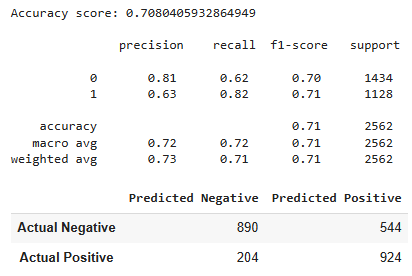 Accuracy score: 0.7080405932864949
precision recall f1-score support
0 0.81 0.62 0.70 1434
1 0.63 0.82 0.71 1128
accuracy 0.71 2562
macro avg 0.72 0.72 0.71 2562
weighted avg 0.73 0.71 0.71 2562
Predicted Negative Predicted Positive
Actual Negative 890 544
Actual Positive 204 924